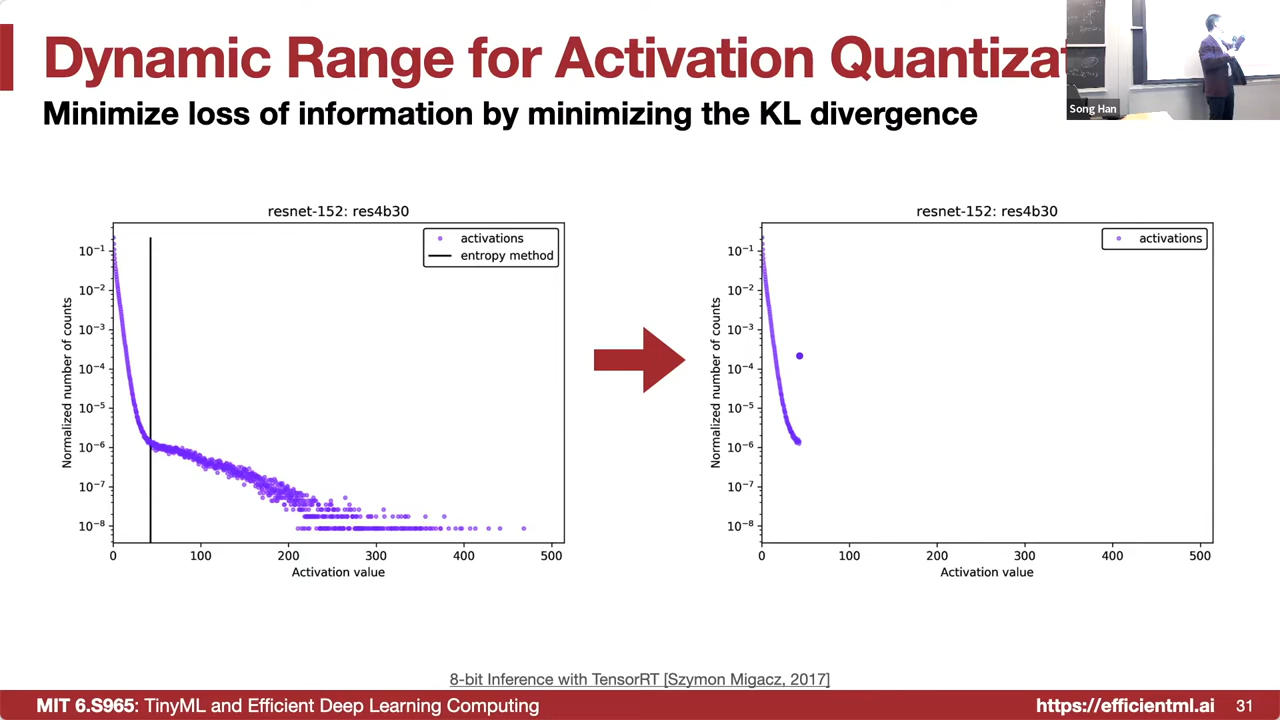 Dynamic Range for Activation Quantiza
Minimize loss of information by minimizing the KL divergence
Song Han
resnet-152: res4b30
activations
entropy method
Normalized number of counts
10⁻¹
10⁻²
10⁻³
10⁻⁴
10⁻⁵
10⁻⁶
10⁻⁷
10⁻⁸
0 100 200 300 400 500
Activation value
resnet-152: res4b30
activations
Normalized number of counts
10⁻¹
10⁻²
10⁻³
10⁻⁴
10⁻⁵
10⁻⁶
10⁻⁷
10⁻⁸
0 100 200 300 400 500
Activation value
8-bit Inference with TensorRT [Szymon Migacz, 2017]
MIT 6.S965: TinyML and Efficient Deep Learning Computing
https://efficientml.ai 31